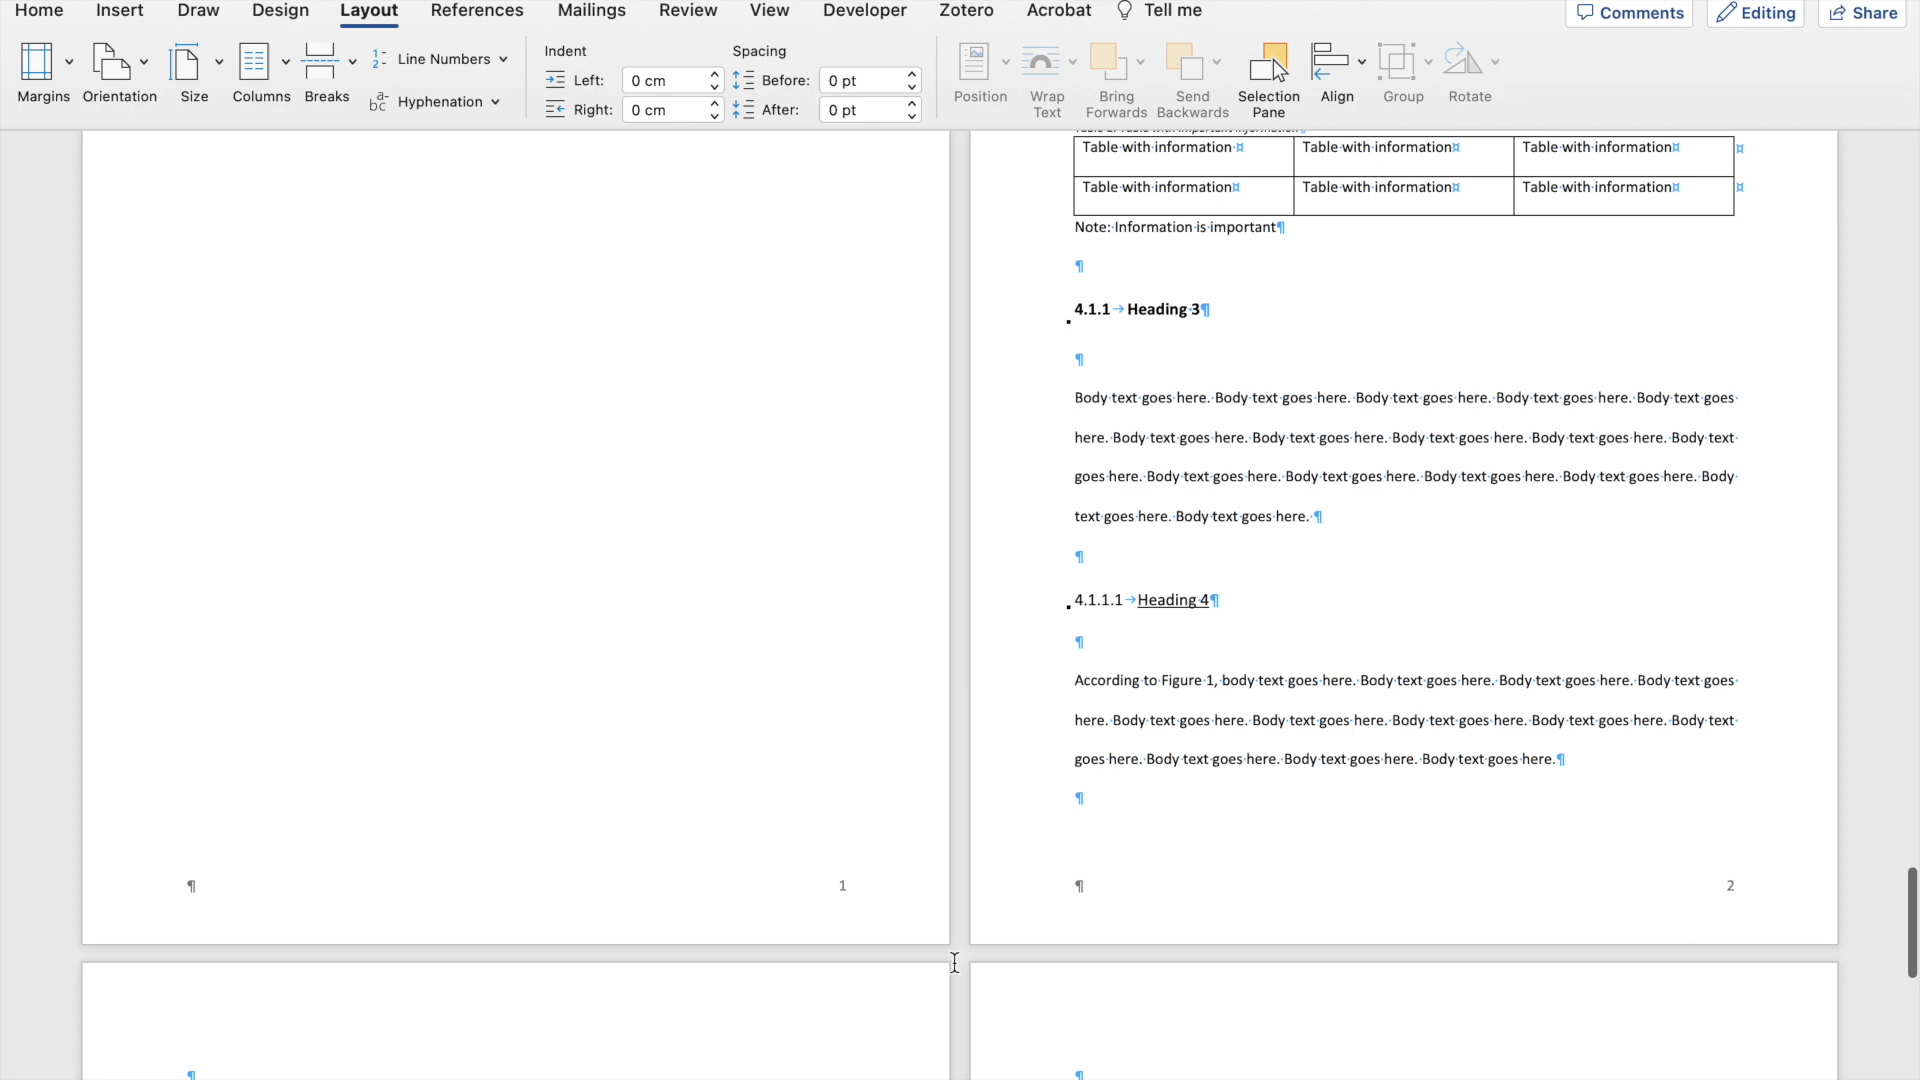 Home Insert Draw Design Layout References Mailings Review View Developer Zotero Acrobat Tell me Comments Editing Share
Margins Orientation Size Columns Breaks
Line Numbers
Hyphenation
Indent
Left: 0 cm
Right: 0 cm
Spacing
Before: 0 pt
After: 0 pt
Position Wrap Text Bring Forwards Send Backwards Selection Pane Align Group Rotate
Table with information Table with information Table with information
Table with information Table with information Table with information
Note: Information is important¶
¶
4.1.1 → Heading 3¶
¶
Body text goes here. Body text goes here. Body text goes here. Body text goes here. Body text goes
here. Body text goes here. Body text goes here. Body text goes here. Body text goes here. Body text
goes here. Body text goes here. Body text goes here. Body text goes here. Body text goes here. Body
text goes here. Body text goes here. ¶
¶
4.1.1.1 → Heading 4¶
¶
According to Figure 1, body text goes here. Body text goes here. Body text goes here. Body text goes
here. Body text goes here. Body text goes here. Body text goes here. Body text goes here. Body text
goes here. Body text goes here. Body text goes here. Body text goes here.¶
¶
¶ 1
¶ 2